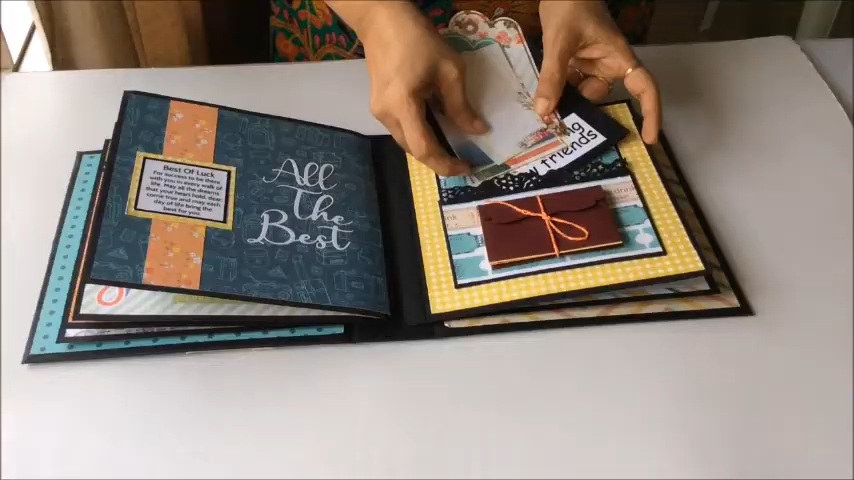 Best Of Luck
For success to be there
with you in every walk of
life. May all the dreams
that your heart hold, dear
come true and may each
day of life bring the
best for you.
All
The
Best
friends